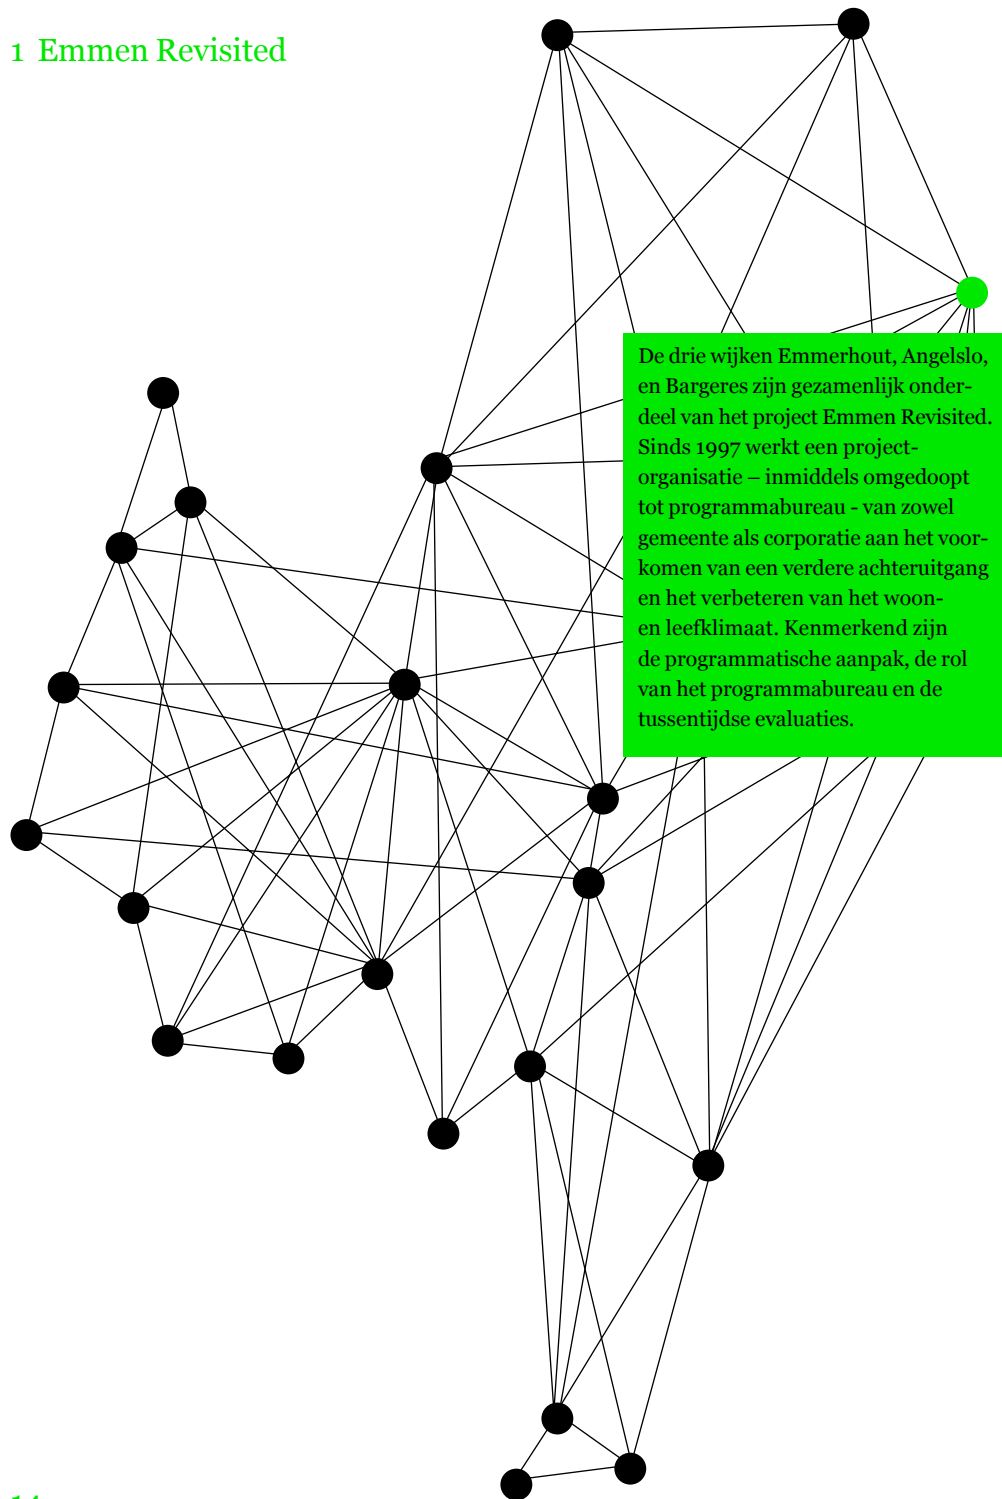 1 Emmen Revisited
De drie wijken Emmerhout, Angelslo,
en Bargeres zijn gezamenlijk onder-
deel van het project Emmen Revisited.
Sinds 1997 werkt een project-
organisatie – inmiddels omgedoopt
tot programmabureau - van zowel
gemeente als corporatie aan het voor-
komen van een verdere achteruitgang
en het verbeteren van het woon-
en leefklimaat. Kenmerkend zijn
de programmatische aanpak, de rol
van het programmabureau en de
tussentijdse evaluaties.